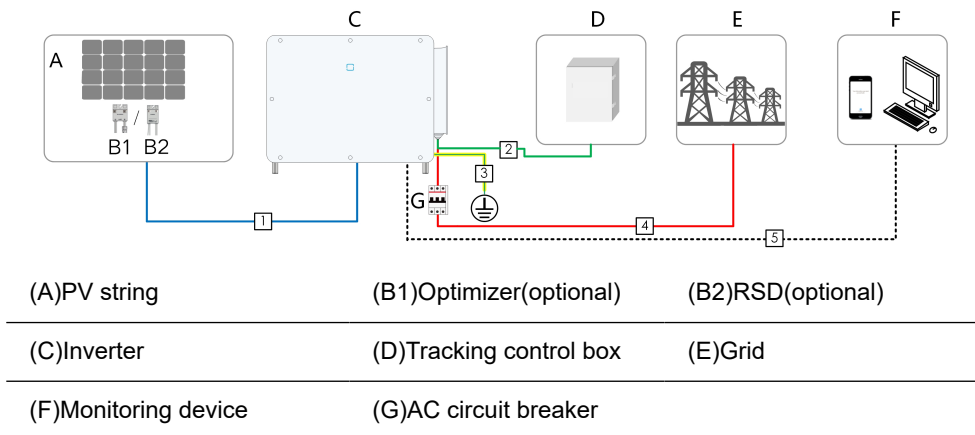 C D E F
A
/
B1 B2
2
3
G
1
4
5
(A)PV string (B1)Optimizer(optional) (B2)RSD(optional)
(C)Inverter (D)Tracking control box (E)Grid
(F)Monitoring device (G)AC circuit breaker